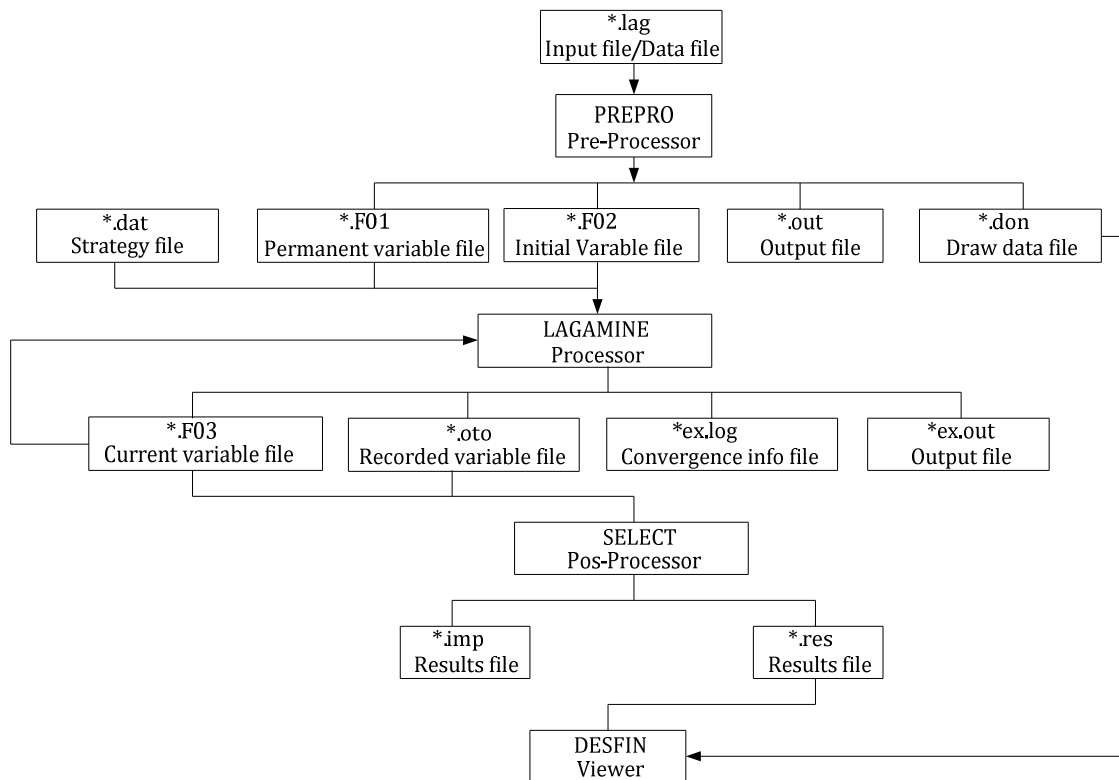 *.lag
Input file/Data file
PREPRO
Pre-Processor
*.dat
Strategy file
*.F01
Permanent variable file
*.F02
Initial Varable file
*.out
Output file
*.don
Draw data file
LAGAMINE
Processor
*.F03
Current variable file
*.oto
Recorded variable file
*ex.log
Convergence info file
*ex.out
Output file
SELECT
Pos-Processor
*.imp
Results file
*.res
Results file
DESFIN
Viewer